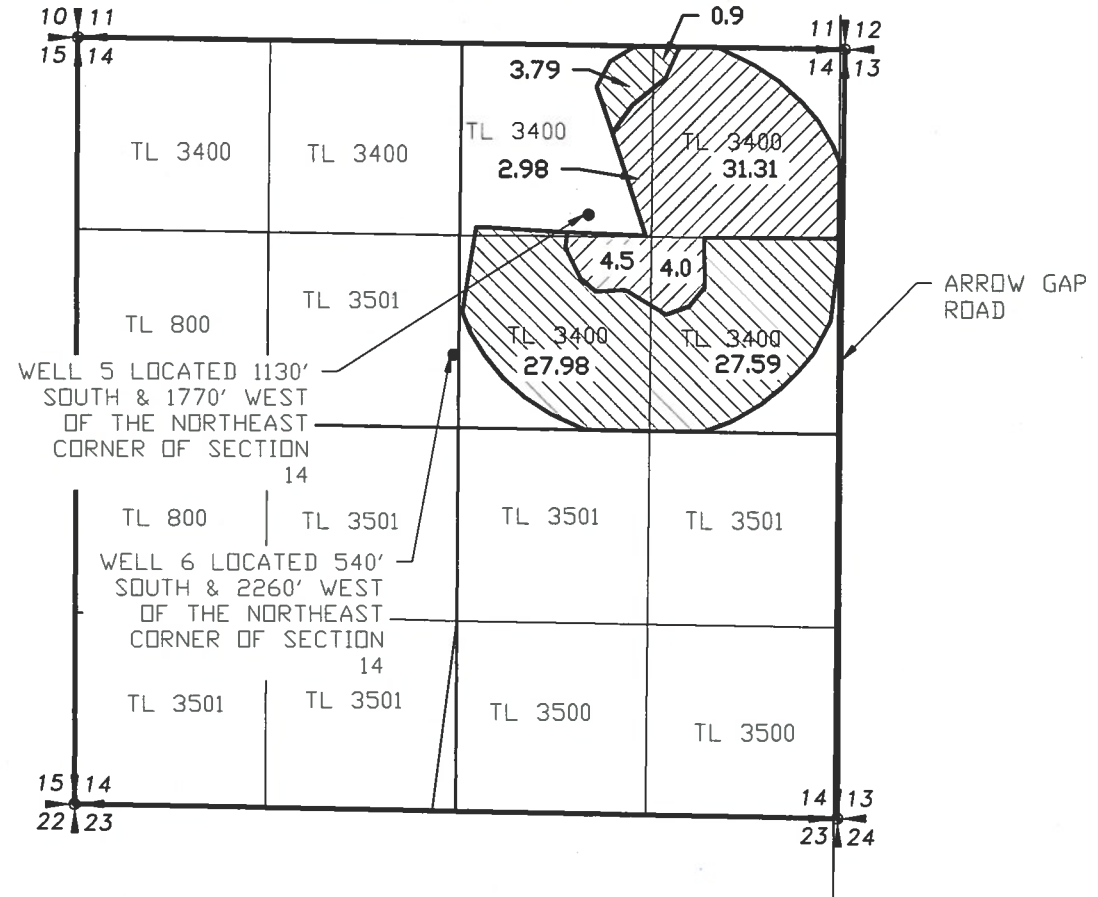 10 11
15 14
11 12
14 13
0.9
3.79
TL 3400
2.98
TL 3400
TL 3400
TL 3400
31.31
4.5
4.0
TL 3501
TL 800
TL 3400
27.98
TL 3400
27.59
ARROW GAP
ROAD
WELL 5 LOCATED 1130'
SOUTH & 1770' WEST
OF THE NORTHEAST
CORNER OF SECTION
14
TL 800
TL 3501
TL 3501
TL 3501
WELL 6 LOCATED 540'
SOUTH & 2260' WEST
OF THE NORTHEAST
CORNER OF SECTION
14
TL 3501
TL 3501
TL 3500
TL 3500
15 14
22 23
14 13
23 24